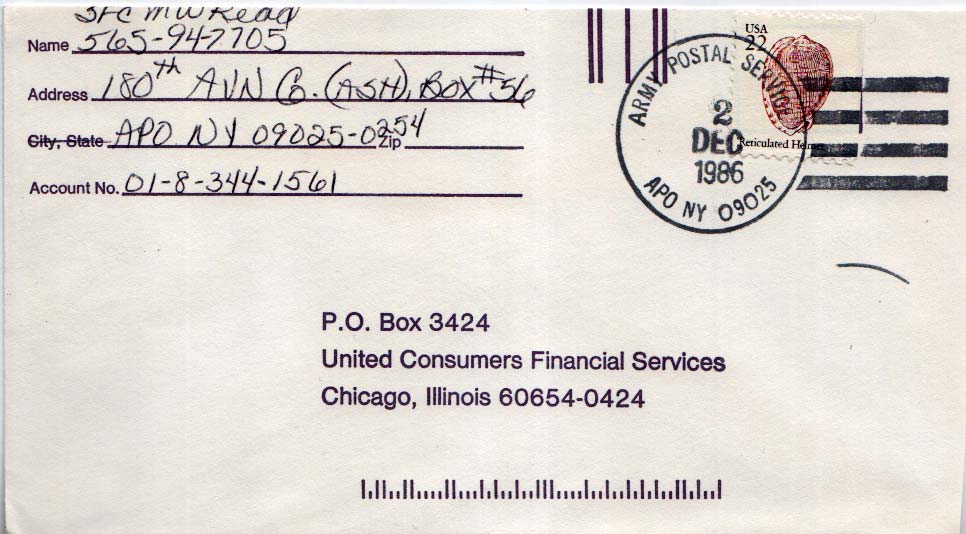 SFC MW Read
Name 565-94-7705
Address 180th AVN Co. (ASH), BOX #56
City, State APO NY 09025-0254 Zip
Account No. 01-8-344-1561
USA
22
Reticulated Helmet
ARMY POSTAL SERVICE
2
DEC
1986
APO NY 09025
P.O. Box 3424
United Consumers Financial Services
Chicago, Illinois 60654-0424